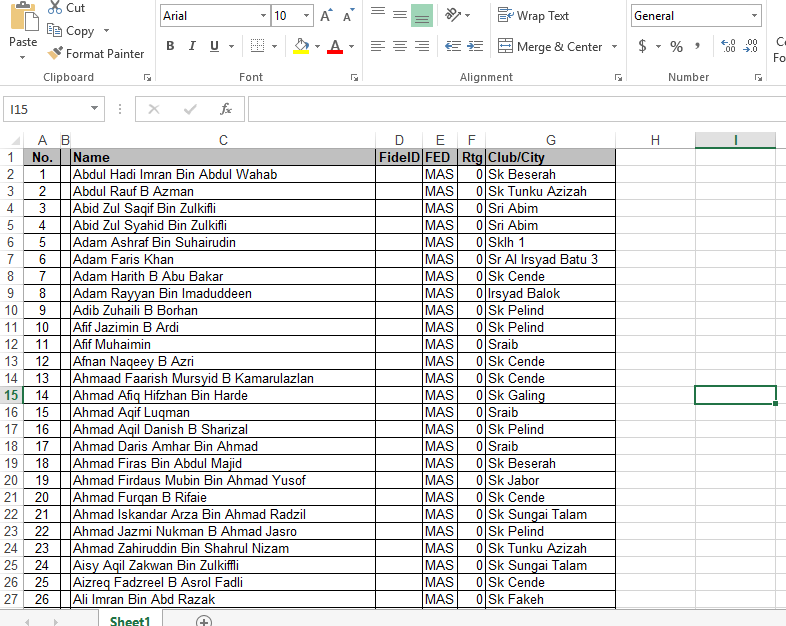 Cut
Copy
Paste
Format Painter
Clipboard
Arial
10
A A
B I U
A
Font
Wrap Text
Merge & Center
Alignment
General
$ % ,
Number
I15
fx
A B C D E F G H I
1 No. Name FideID FED Rtg Club/City
2 1 Abdul Hadi Imran Bin Abdul Wahab MAS 0 Sk Beserah
3 2 Abdul Rauf B Azman MAS 0 Sk Tunku Azizah
4 3 Abid Zul Saqif Bin Zulkifli MAS 0 Sri Abim
5 4 Abid Zul Syahid Bin Zulkifli MAS 0 Sri Abim
6 5 Adam Ashraf Bin Suhairudin MAS 0 Sklh 1
7 6 Adam Faris Khan MAS 0 Sr Al Irsyad Batu 3
8 7 Adam Harith B Abu Bakar MAS 0 Sk Cende
9 8 Adam Rayyan Bin Imaduddeen MAS 0 Irsyad Balok
10 9 Adib Zuhaili B Borhan MAS 0 Sk Pelind
11 10 Afif Jazimin B Ardi MAS 0 Sk Pelind
12 11 Afif Muhaimin MAS 0 Sraib
13 12 Afnan Naqeey B Azri MAS 0 Sk Cende
14 13 Ahmaad Faarish Mursyid B Kamarulazlan MAS 0 Sk Cende
15 14 Ahmad Afiq Hifzhan Bin Harde MAS 0 Sk Galing
16 15 Ahmad Aqif Luqman MAS 0 Sraib
17 16 Ahmad Aqil Danish B Sharizal MAS 0 Sk Pelind
18 17 Ahmad Daris Amhar Bin Ahmad MAS 0 Sraib
19 18 Ahmad Firas Bin Abdul Majid MAS 0 Sk Beserah
20 19 Ahmad Firdaus Mubin Bin Ahmad Yusof MAS 0 Sk Jabor
21 20 Ahmad Furqan B Rifaie MAS 0 Sk Cende
22 21 Ahmad Iskandar Arza Bin Ahmad Radzil MAS 0 Sk Sungai Talam
23 22 Ahmad Jazmi Nukman B Ahmad Jasro MAS 0 Sk Pelind
24 23 Ahmad Zahiruddin Bin Shahrul Nizam MAS 0 Sk Tunku Azizah
25 24 Aisy Aqil Zakwan Bin Zulkiffli MAS 0 Sk Sungai Talam
26 25 Aizreq Fadzreel B Asrol Fadli MAS 0 Sk Cende
27 26 Ali Imran Bin Abd Razak MAS 0 Sk Fakeh
Sheet1